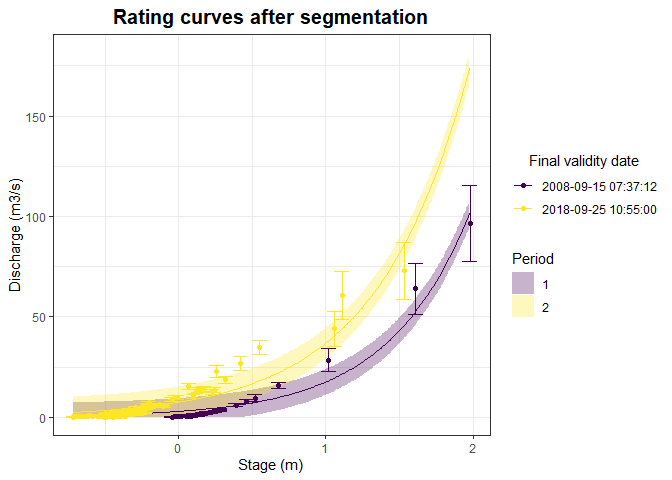 Rating curves after segmentation
Discharge (m3/s)
150
100
50
0
0
1
2
Stage (m)
Final validity date
2008-09-15 07:37:12
2018-09-25 10:55:00
Period
1
2